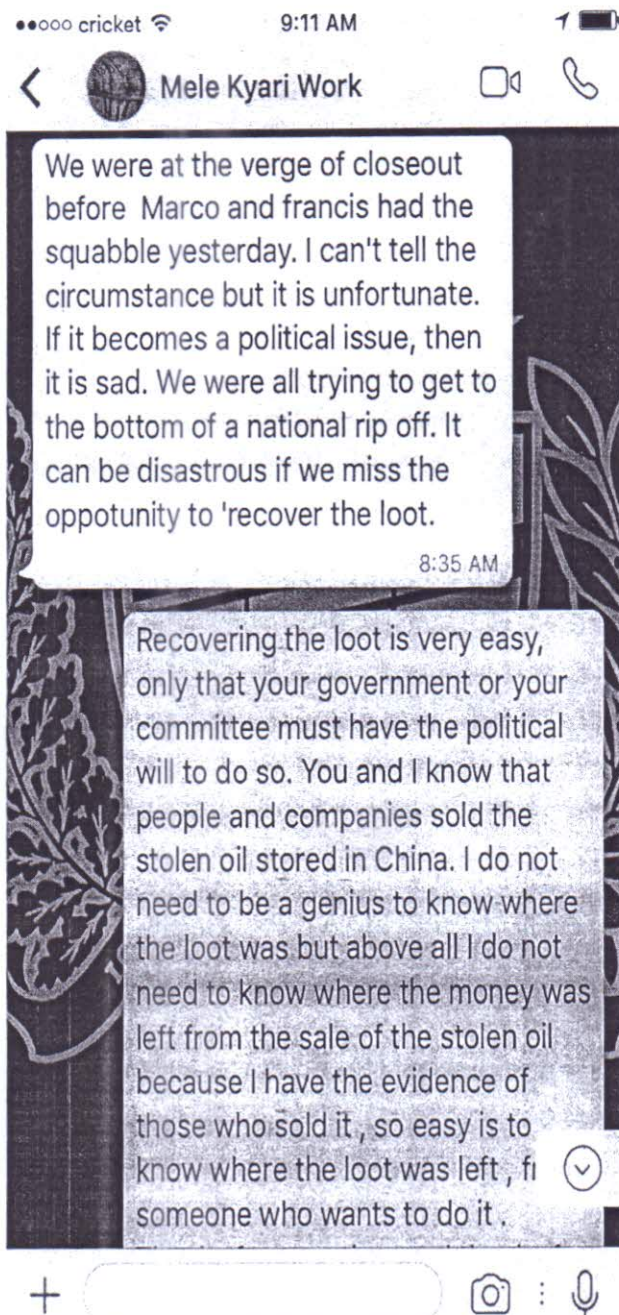 cricket 9:11 AM
Mele Kyari Work
We were at the verge of closeout
before Marco and francis had the
squabble yesterday. I can't tell the
circumstance but it is unfortunate.
If it becomes a political issue, then
it is sad. We were all trying to get to
the bottom of a national rip off. It
can be disastrous if we miss the
oppotunity to 'recover the loot.
8:35 AM
Recovering the loot is very easy,
only that your government or your
committee must have the political
will to do so. You and I know that
people and companies sold the
stolen oil stored in China. I do not
need to be a genius to know where
the loot was but above all I do not
need to know where the money was
left from the sale of the stolen oil
because I have the evidence of
those who sold it , so easy is to
know where the loot was left ,
someone who wants to do it .